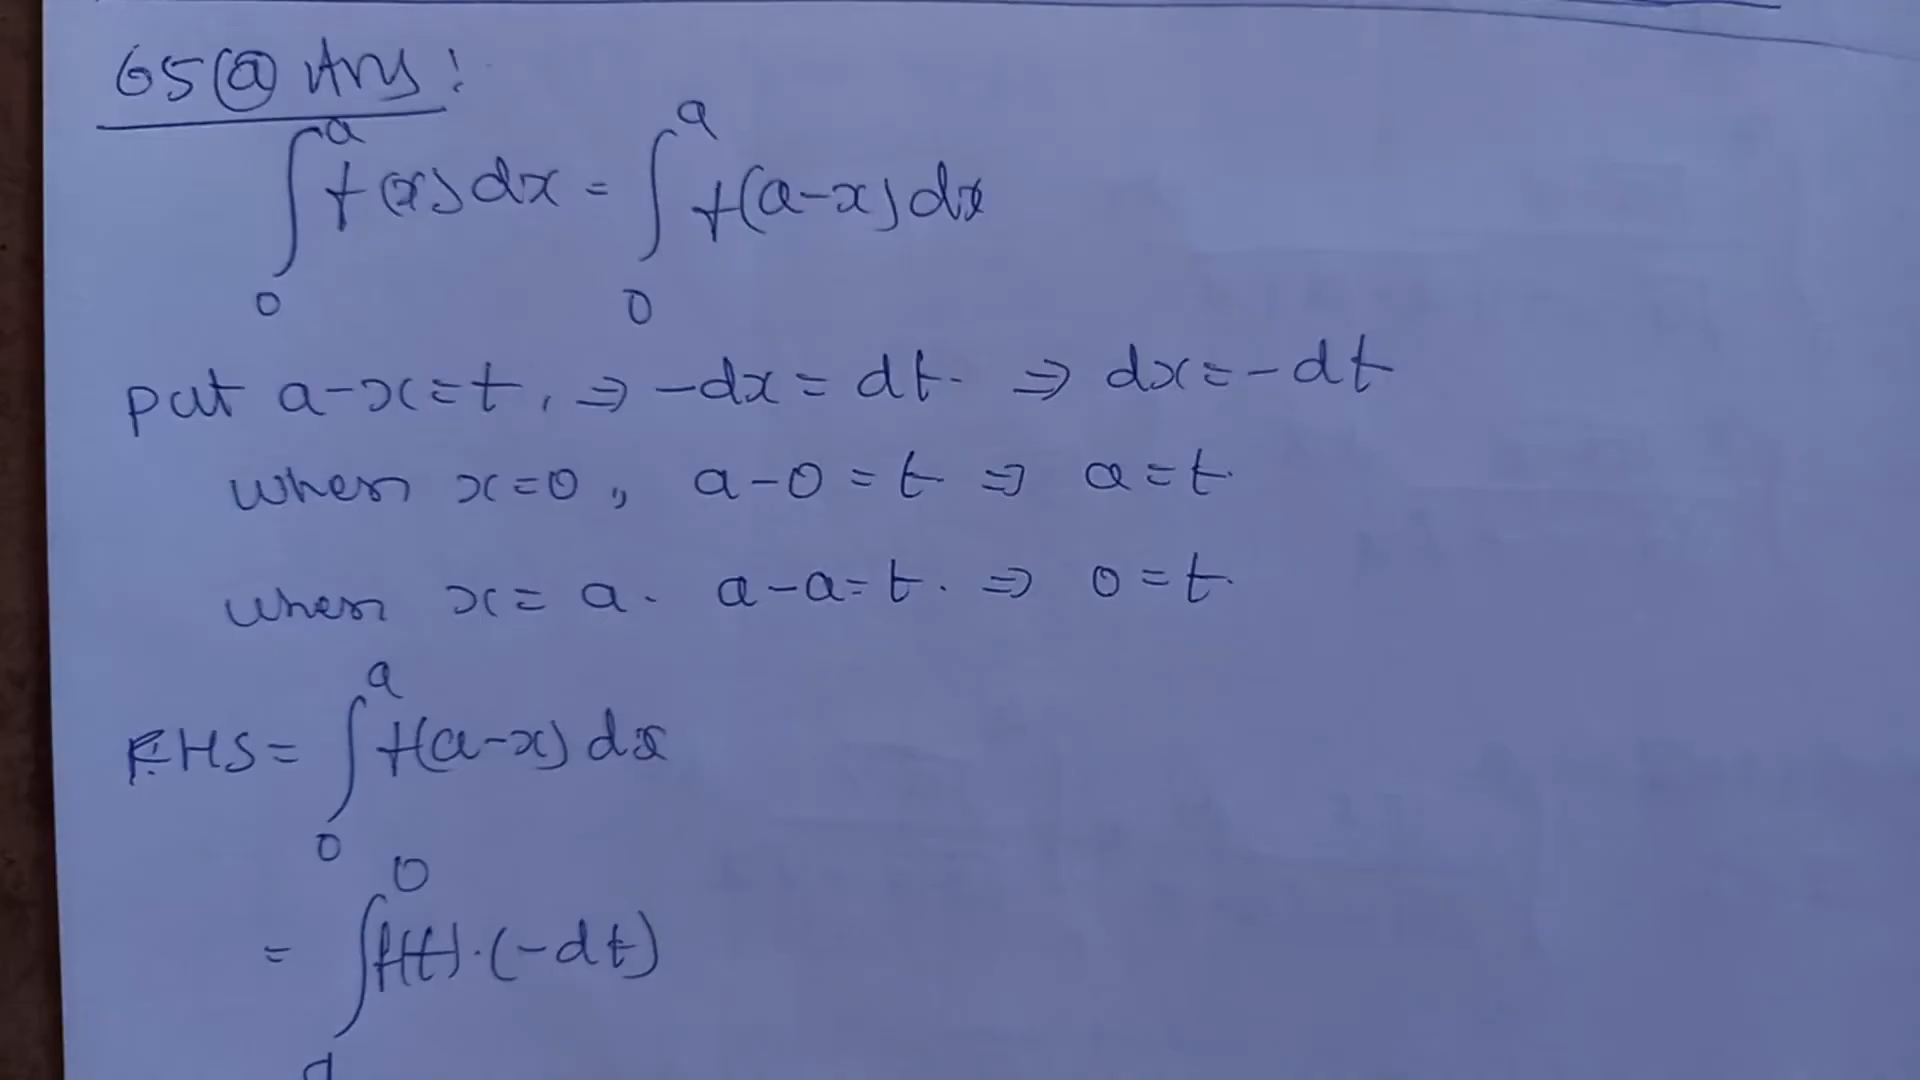 65(a) Ans:
∫₀ᵃ f(x) dx = ∫₀ᵃ f(a-x) dx
put a-x=t, ⇒ -dx = dt. ⇒ dx = -dt
when x=0, a-0 = t ⇒ a=t.
when x= a. a-a=t. ⇒ 0=t.
RHS = ∫₀ᵃ f(a-x) dx
= ∫ₐ⁰ f(t).(-dt)